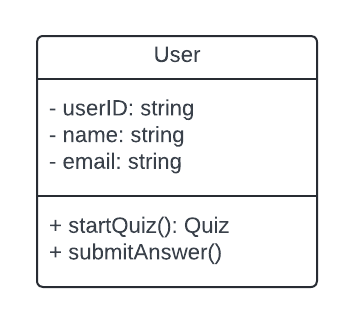 User
- userID: string
- name: string
- email: string
+ startQuiz(): Quiz
+ submitAnswer()